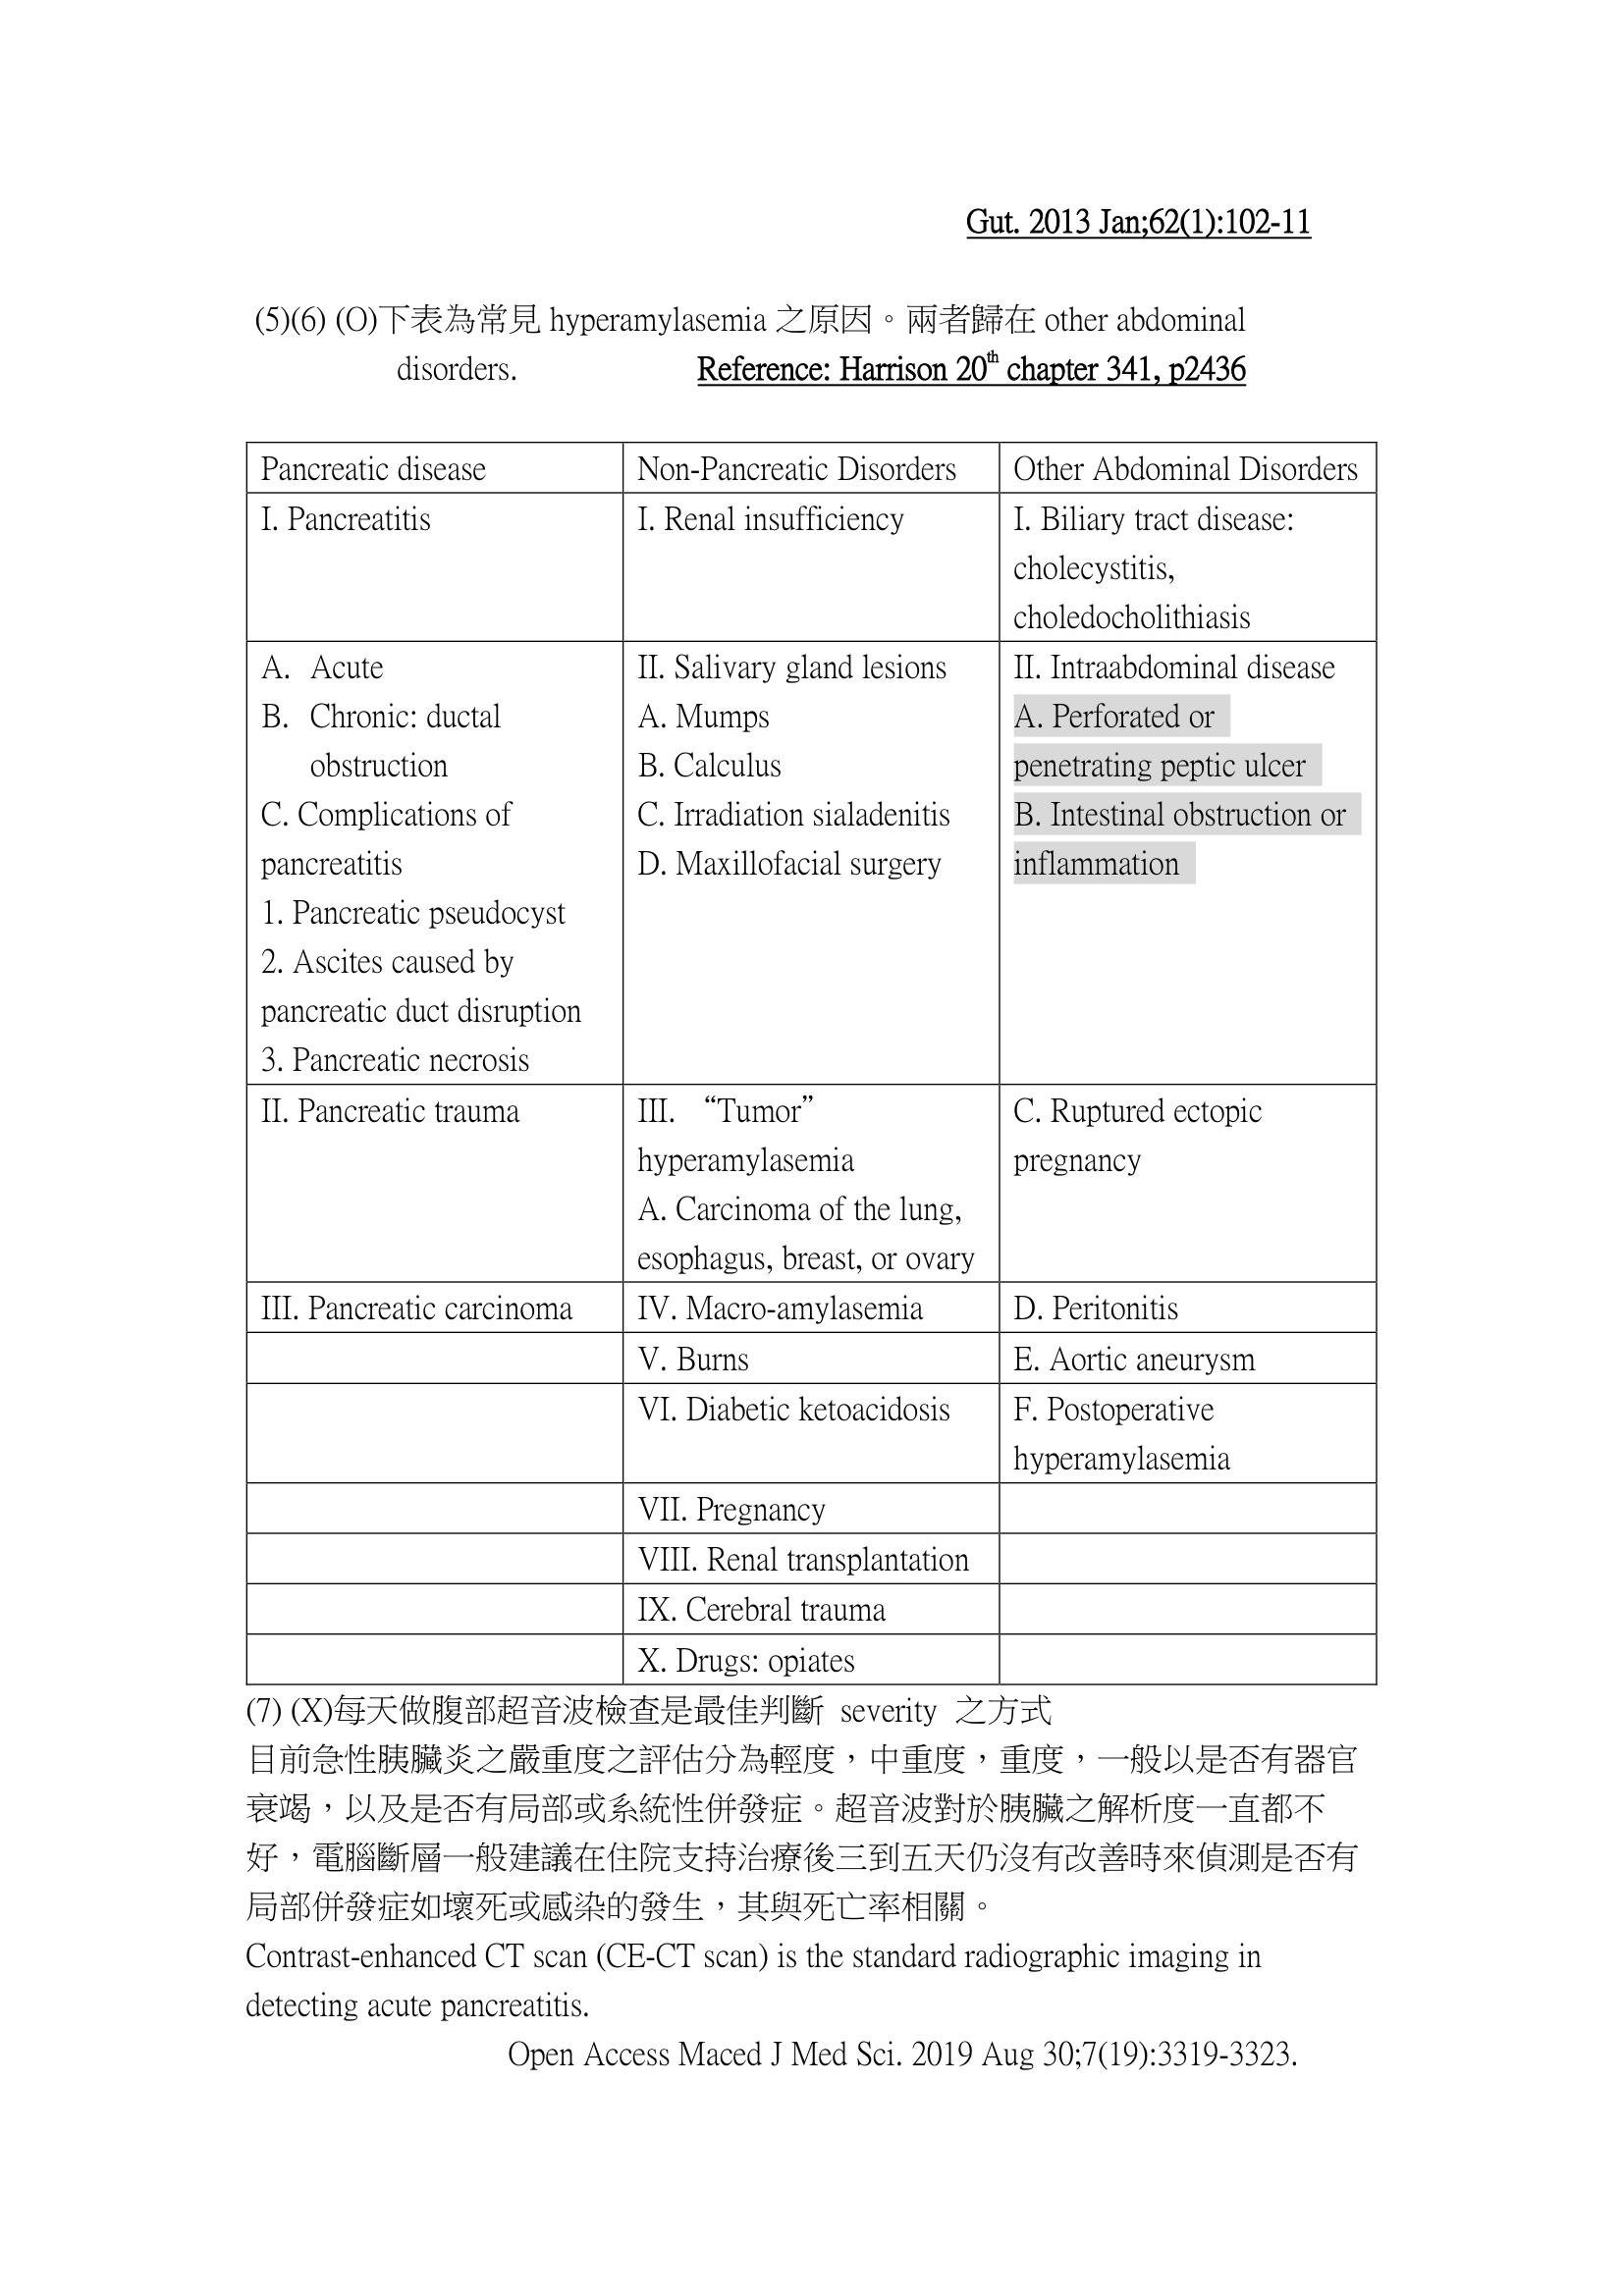 Gut. 2013 Jan;62(1):102-11
(5)(6) (O)下表為常見 hyperamylasemia 之原因。兩者歸在 other abdominal
disorders. Reference: Harrison 20th chapter 341, p2436
Pancreatic disease
Non-Pancreatic Disorders
Other Abdominal Disorders
I. Pancreatitis
I. Renal insufficiency
I. Biliary tract disease:
cholecystitis,
choledocholithiasis
A. Acute
B. Chronic: ductal
obstruction
C. Complications of
pancreatitis
1. Pancreatic pseudocyst
2. Ascites caused by
pancreatic duct disruption
3. Pancreatic necrosis
II. Salivary gland lesions
A. Mumps
B. Calculus
C. Irradiation sialadenitis
D. Maxillofacial surgery
II. Intraabdominal disease
A. Perforated or
penetrating peptic ulcer
B. Intestinal obstruction or
inflammation
II. Pancreatic trauma
III. “Tumor”
hyperamylasemia
A. Carcinoma of the lung,
esophagus, breast, or ovary
C. Ruptured ectopic
pregnancy
III. Pancreatic carcinoma
IV. Macro-amylasemia
D. Peritonitis
V. Burns
E. Aortic aneurysm
VI. Diabetic ketoacidosis
F. Postoperative
hyperamylasemia
VII. Pregnancy
VIII. Renal transplantation
IX. Cerebral trauma
X. Drugs: opiates
(7) (X)每天做腹部超音波檢查是最佳判斷 severity 之方式
目前急性胰臟炎之嚴重度之評估分為輕度，中重度，重度，一般以是否有器官
衰竭，以及是否有局部或系統性併發症。超音波對於胰臟之解析度一直都不
好，電腦斷層一般建議在住院支持治療後三到五天仍沒有改善時來偵測是否有
局部併發症如壞死或感染的發生，其與死亡率相關。
Contrast-enhanced CT scan (CE-CT scan) is the standard radiographic imaging in
detecting acute pancreatitis.
Open Access Maced J Med Sci. 2019 Aug 30;7(19):3319-3323.